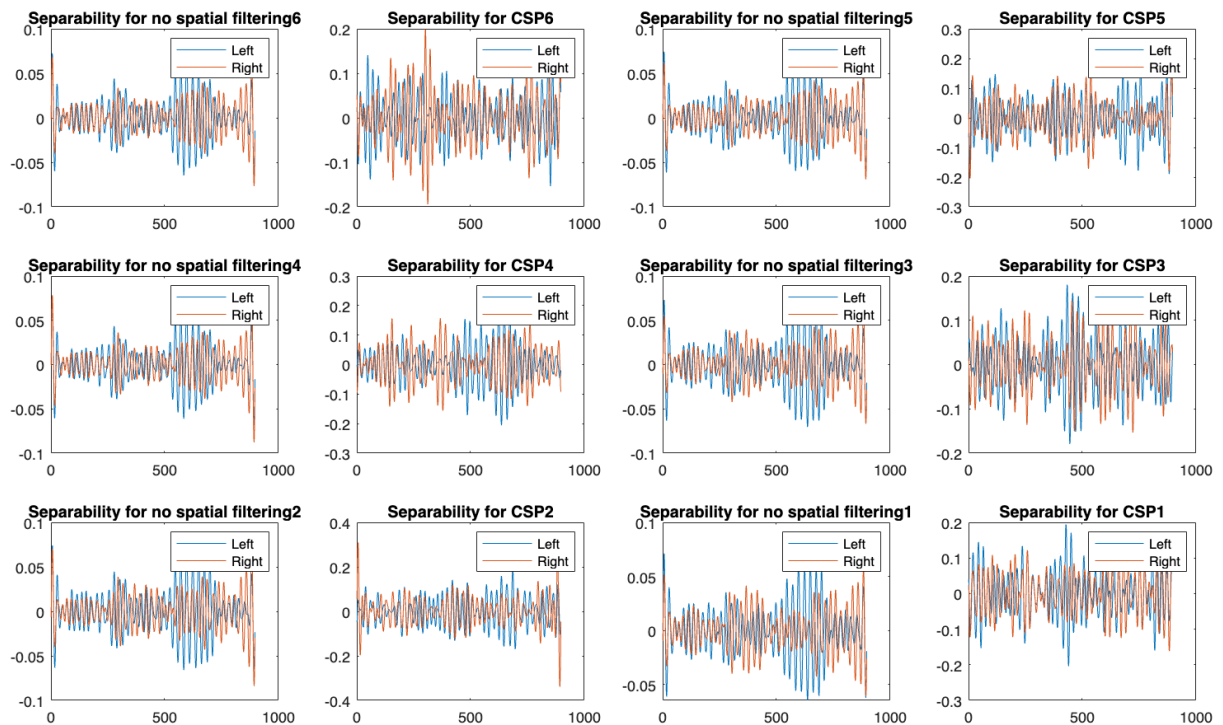 Separability for no spatial filtering6
0.1
0.05
0
-0.05
-0.1
0
500
1000
Left
Right
Separability for CSP6
0.2
0.1
0
-0.1
-0.2
0
500
1000
Left
Right
Separability for no spatial filtering5
0.1
0.05
0
-0.05
-0.1
0
500
1000
Left
Right
Separability for CSP5
0.3
0.2
0.1
0
-0.1
-0.2
-0.3
0
500
1000
Left
Right
Separability for no spatial filtering4
0.1
0.05
0
-0.05
-0.1
0
500
1000
Left
Right
Separability for CSP4
0.3
0.2
0.1
0
-0.1
-0.2
-0.3
0
500
1000
Left
Right
Separability for no spatial filtering3
0.1
0.05
0
-0.05
-0.1
0
500
1000
Left
Right
Separability for CSP3
0.2
0.1
0
-0.1
-0.2
0
500
1000
Left
Right
Separability for no spatial filtering2
0.1
0.05
0
-0.05
-0.1
0
500
1000
Left
Right
Separability for CSP2
0.4
0.2
0
-0.2
-0.4
0
500
1000
Left
Right
Separability for no spatial filtering1
0.1
0.05
0
-0.05
0
500
1000
Left
Right
Separability for CSP1
0.2
0.1
0
-0.1
-0.2
-0.3
0
500
1000
Left
Right